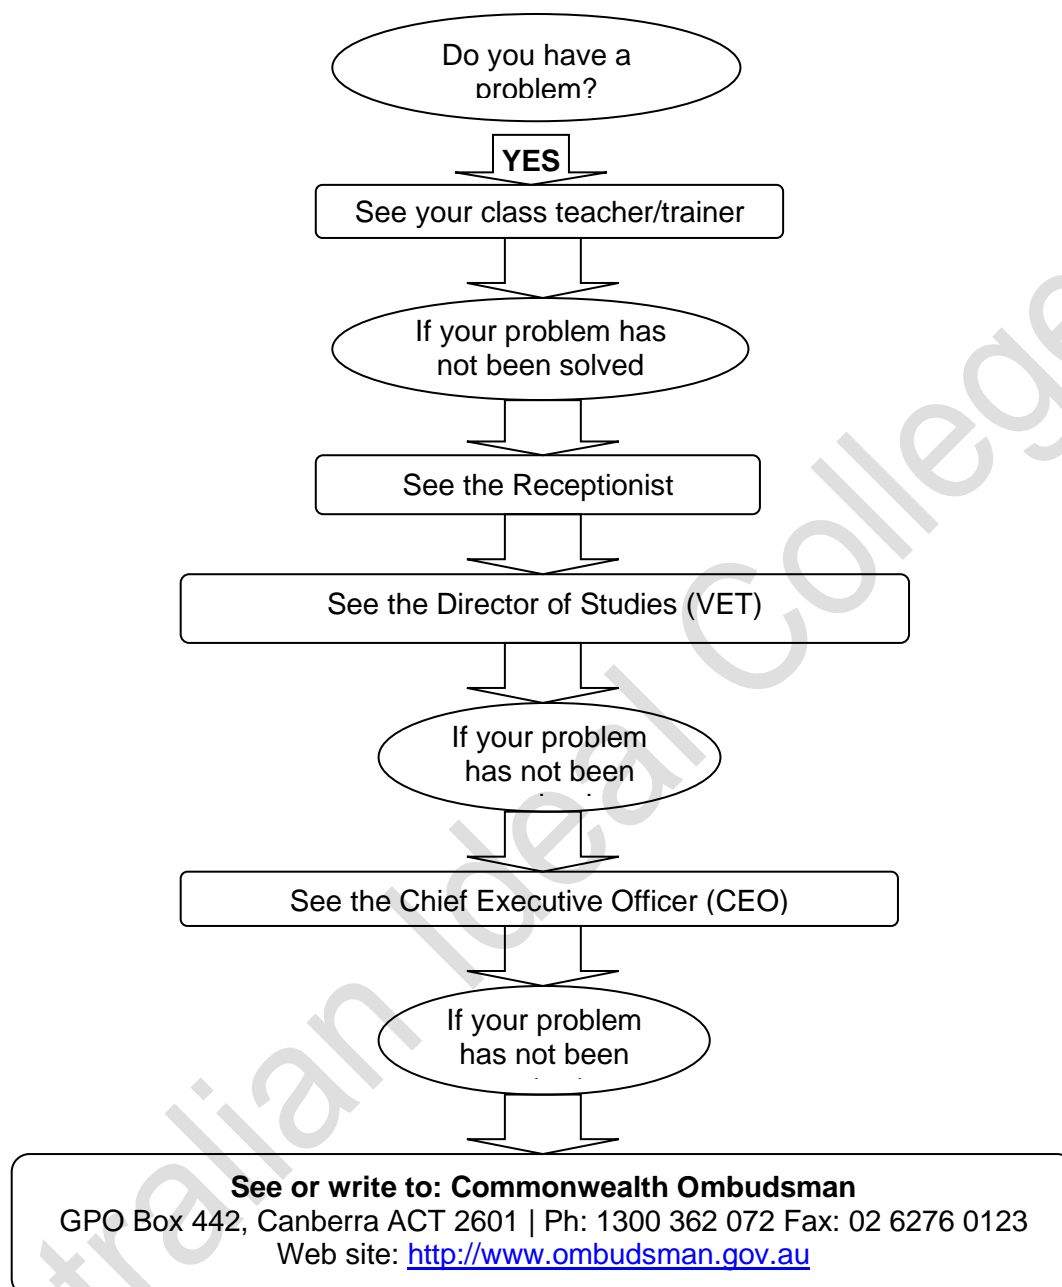 Do you have a
problem?
YES
See your class teacher/trainer
If your problem has
not been solved
See the Receptionist
See the Director of Studies (VET)
If your problem
has not been
See the Chief Executive Officer (CEO)
If your problem
has not been
See or write to: Commonwealth Ombudsman
GPO Box 442, Canberra ACT 2601 | Ph: 1300 362 072 Fax: 02 6276 0123
Web site: http://www.ombudsman.gov.au
tralian Ideal College